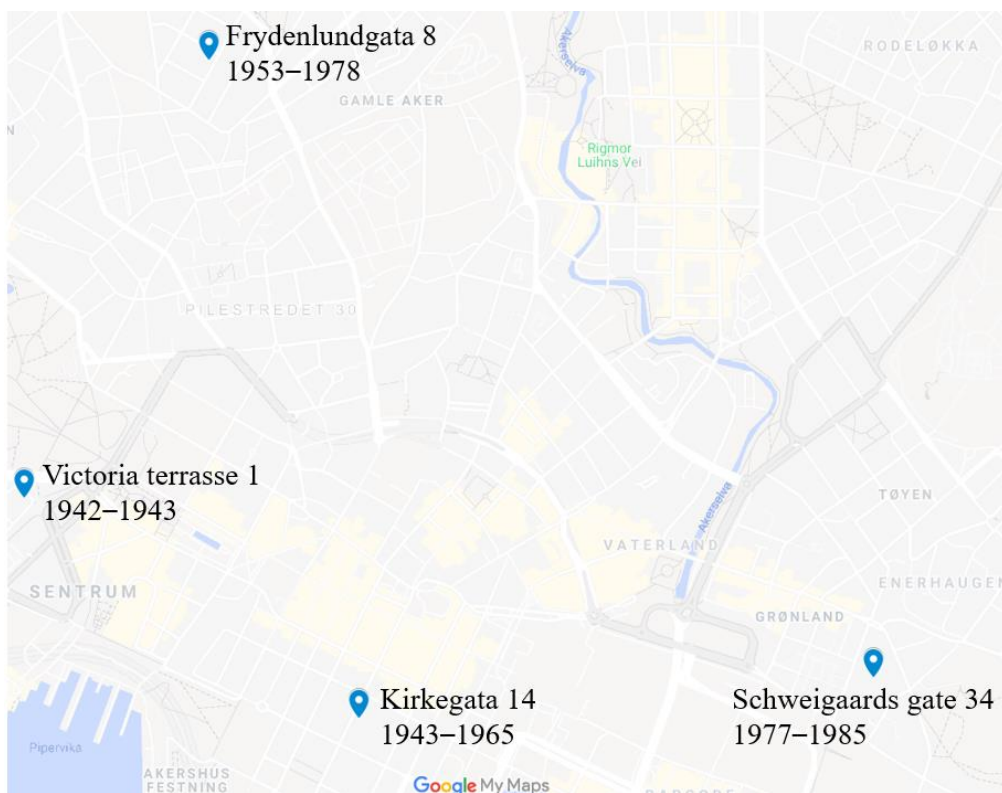 Frydenlundgata 8
1953–1978
Akerselva
RODELØKKA
GAMLE AKER
Rigmor
Luihns Vei
PILESTREDET 30
Victoria terrasse 1
1942–1943
Akerselva
TØYEN
VATERLAND
SENTRUM
ENERHAUGEN
GRØNLAND
Kirkegata 14
1943–1965
Schweigaards gate 34
1977–1985
Pipervika
AKERSHUS
FESTNING
Google My Maps